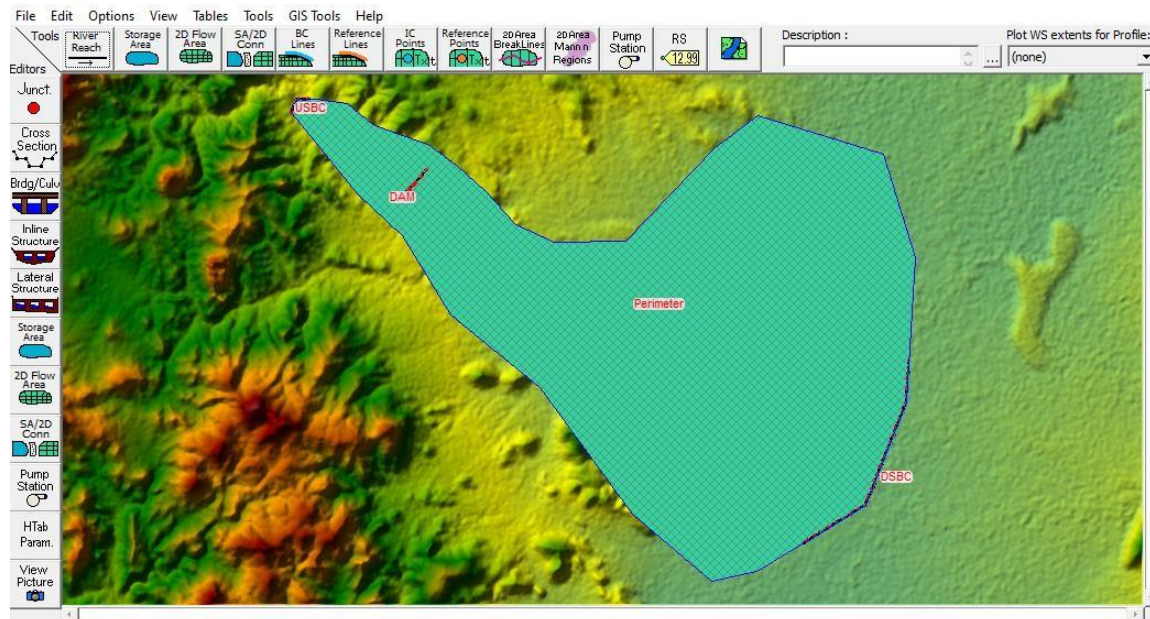 File Edit Options View Tables Tools GIS Tools Help
Tools
Editors
River
Reach
Storage
Area
2D Flow
Area
SA/2D
Conn
BC
Lines
Reference
Lines
IC
Points
Reference
Points
2D Area
BreakLines
2D Area
Mann n
Regions
Pump
Station
RS
12.99
Description :
...
Plot WS extents for Profile:
(none)
Junct.
Cross
Section
Brdg/Culv
Inline
Structure
Lateral
Structure
Storage
Area
2D Flow
Area
SA/2D
Conn
Pump
Station
HTab
Param.
View
Picture
USBC
DAM
Perimeter
DSBC